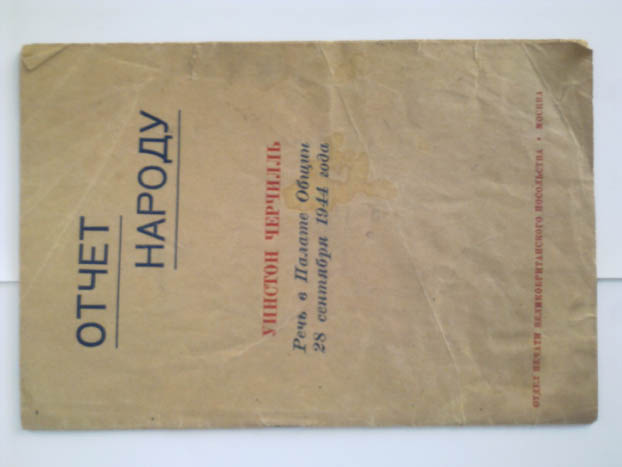 ОТЧЕТ
НАРОДУ
УИНСТОН ЧЕРЧИЛЛЬ
Речь в Палате Общин
28 сентября 1944 года
ОТДЕЛ ПЕЧАТИ ВЕЛИКОБРИТАНСКОГО ПОСОЛЬСТВА • МОСКВА